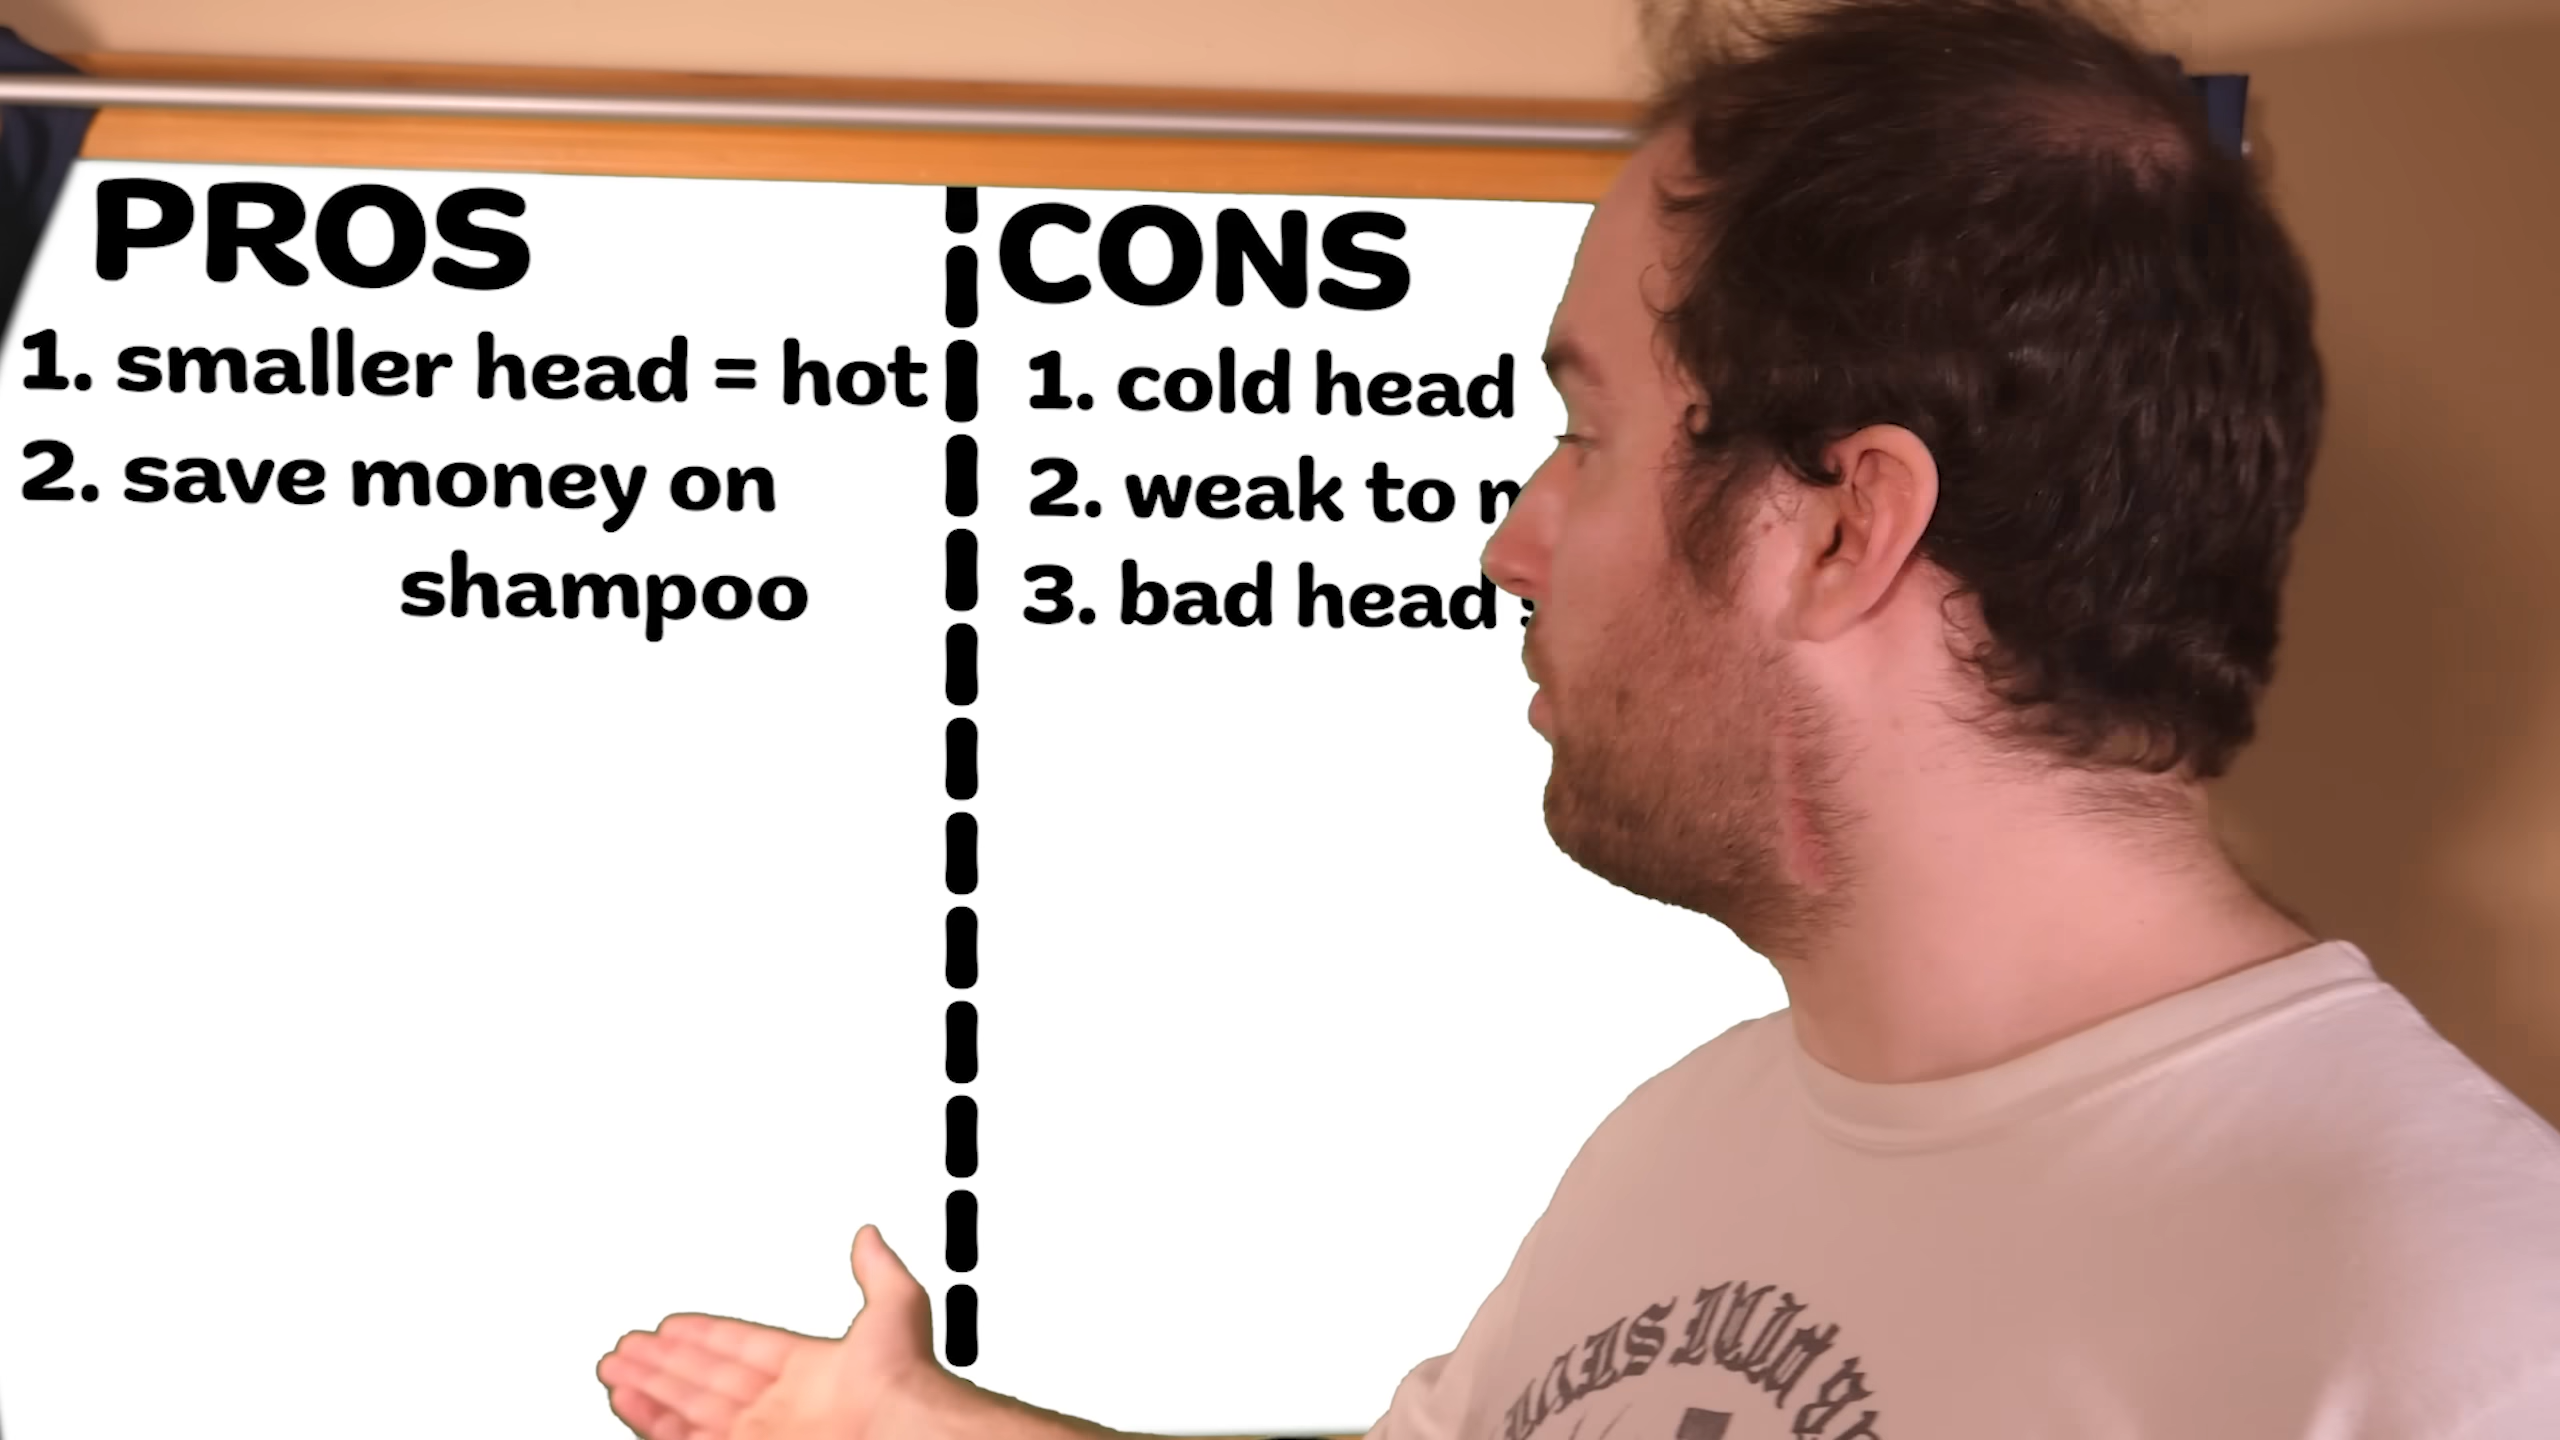 PROS
1. smaller head = hot
2. save money on
shampoo
CONS
1. cold head
2. weak to
3. bad head